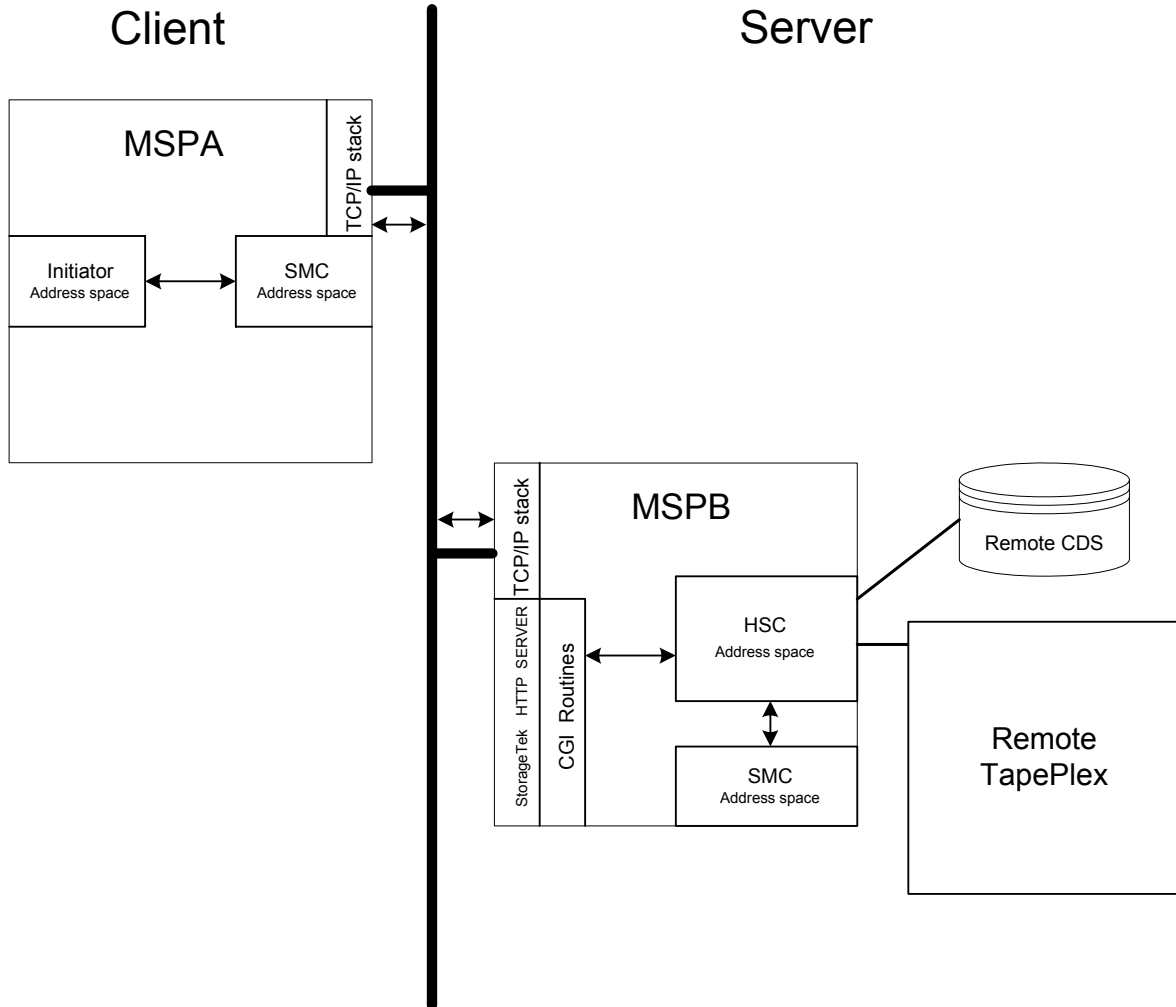 Client
Server
MSPA
TCP/IP stack
Initiator
Address space
SMC
Address space
TCP/IP stack
MSPB
Remote CDS
HSC
Address space
StorageTek HTTP SERVER
CGI Routines
SMC
Address space
Remote
TapePlex